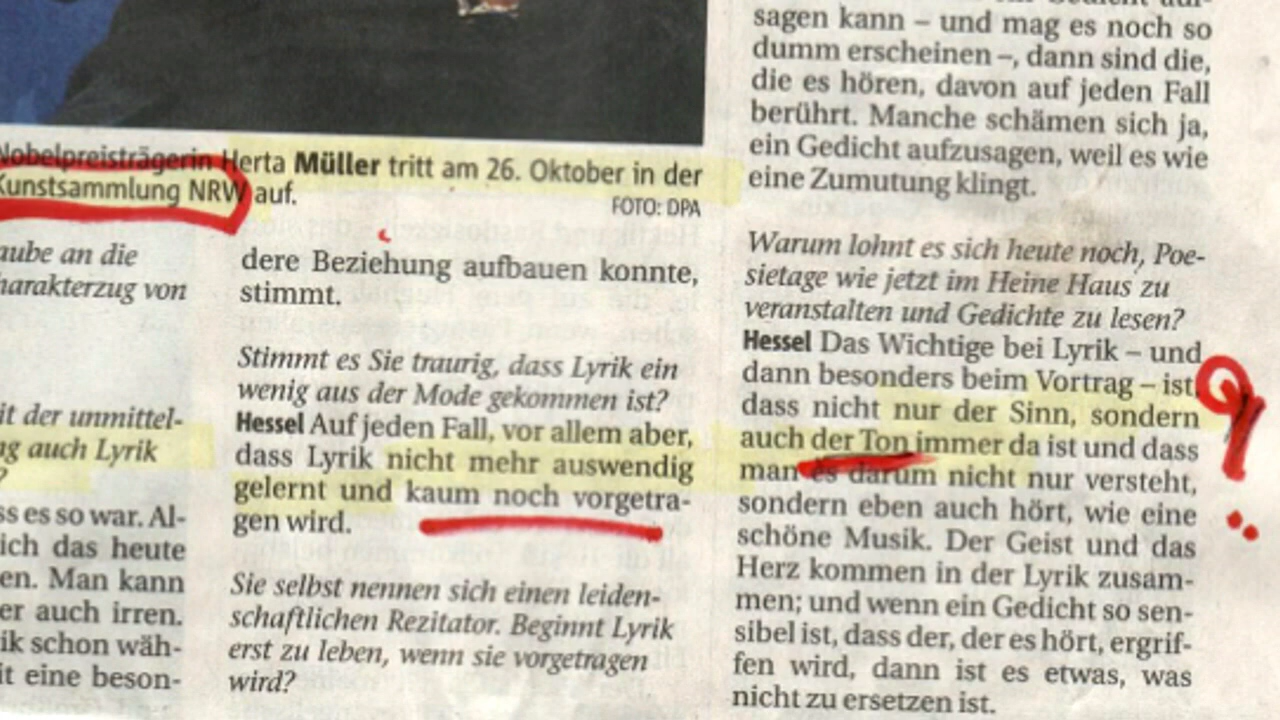 Nobelpreisträgerin Herta Müller tritt am 26. Oktober in der
Kunstsammlung NRW auf.
FOTO: DPA
aube an die
harakterzug von
it der unmittel-
ng auch Lyrik
?
ss es so war. Al-
ich das heute
en. Man kann
er auch irren.
ik schon wäh-
it eine beson-
dere Beziehung aufbauen konnte,
stimmt.
Stimmt es Sie traurig, dass Lyrik ein
wenig aus der Mode gekommen ist?
Hessel Auf jeden Fall, vor allem aber,
dass Lyrik nicht mehr auswendig
gelernt und kaum noch vorgetra-
gen wird.
Sie selbst nennen sich einen leiden-
schaftlichen Rezitator. Beginnt Lyrik
erst zu leben, wenn sie vorgetragen
wird?
sagen kann – und mag es noch so
dumm erscheinen –, dann sind die,
die es hören, davon auf jeden Fall
berührt. Manche schämen sich ja,
ein Gedicht aufzusagen, weil es wie
eine Zumutung klingt.
Warum lohnt es sich heute noch, Poe-
sietage wie jetzt im Heine Haus zu
veranstalten und Gedichte zu lesen?
Hessel Das Wichtige bei Lyrik – und
dann besonders beim Vortrag – ist,
dass nicht nur der Sinn, sondern
auch der Ton immer da ist und dass
man es darum nicht nur versteht,
sondern eben auch hört, wie eine
schöne Musik. Der Geist und das
Herz kommen in der Lyrik zusam-
men; und wenn ein Gedicht so sen-
sibel ist, dass der, der es hört, ergrif-
fen wird, dann ist es etwas, was
nicht zu ersetzen ist.